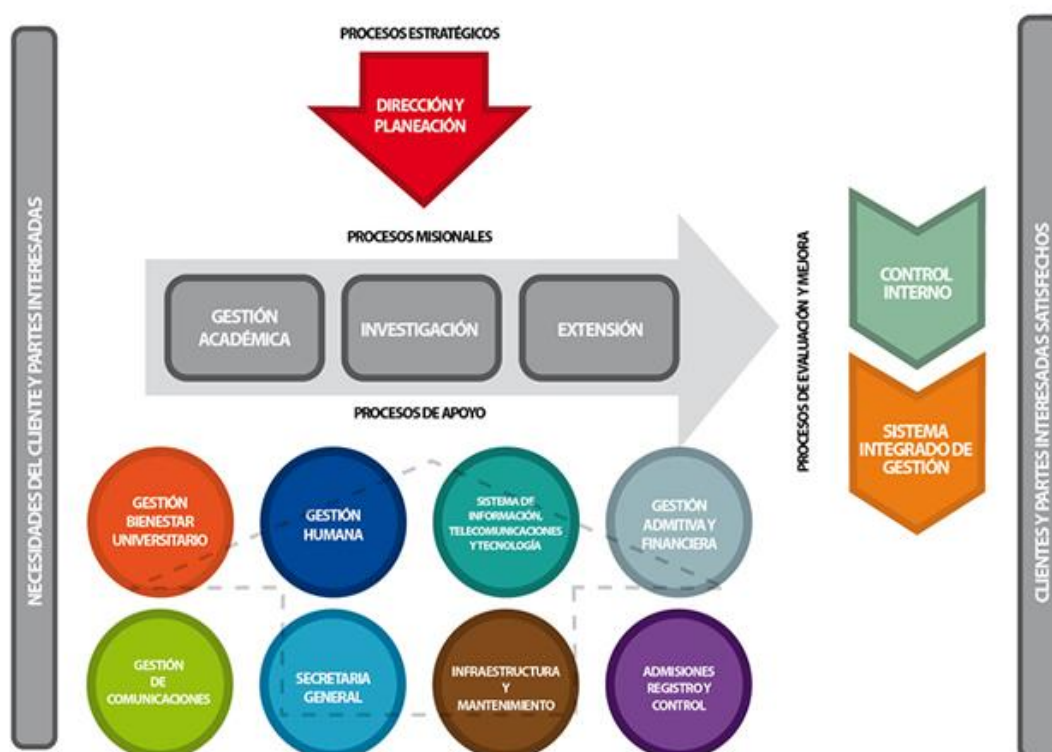 PROCESOS ESTRATÉGICOS
DIRECCIÓN Y
PLANEACIÓN
NECESIDADES DEL CLIENTE Y PARTES INTERESADAS
PROCESOS MISIONALES
GESTIÓN
ACADÉMICA
INVESTIGACIÓN
EXTENSIÓN
PROCESOS DE APOYO
GESTIÓN
BIENESTAR
UNIVERSITARIO
GESTIÓN
HUMANA
SISTEMA DE
INFORMACIÓN,
TELECOMUNICACIONES
Y TECNOLOGÍA
GESTIÓN
ADMITIVA Y
FINANCIERA
GESTIÓN
DE
COMUNICACIONES
SECRETARIA
GENERAL
INFRAESTRUCTURA
Y
MANTENIMIENTO
ADMISIONES
REGISTRO Y
CONTROL
PROCESOS DE EVALUACIÓN Y MEJORA
CONTROL
INTERNO
SISTEMA
INTEGRADO DE
GESTIÓN
CLIENTES Y PARTES INTERESADAS SATISFECHOS